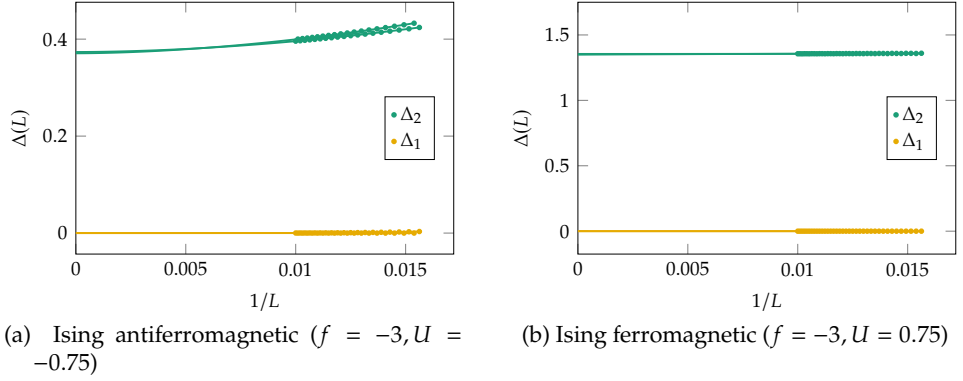 0.4
0.2
0
Δ(L)
Δ₂
Δ₁
0
0.005
0.01
0.015
1/L
1.5
1
0.5
0
Δ(L)
Δ₂
Δ₁
0
0.005
0.01
0.015
1/L
(a) Ising antiferromagnetic (f = −3, U =
−0.75)
(b) Ising ferromagnetic (f = −3, U = 0.75)